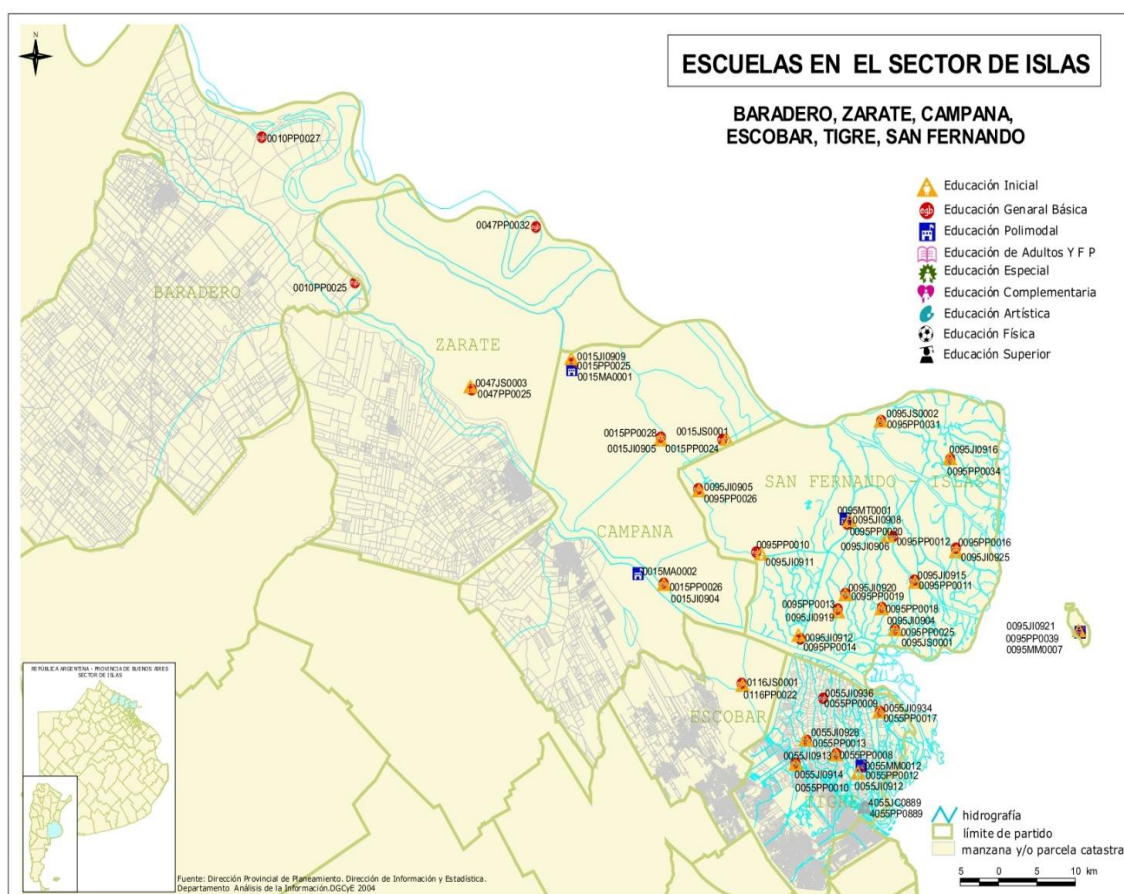 N
ESCUELAS EN EL SECTOR DE ISLAS
BARADERO, ZARATE, CAMPANA,
ESCOBAR, TIGRE, SAN FERNANDO
Educación Inicial
egb Educación Genaral Básica
Educación Polimodal
Educación de Adultos Y F P
Educación Especial
Educación Complementaria
Educación Artística
Educación Física
Educación Superior
0010PP0027
0047PP0032
0010PP0025
BARADERO
ZARATE
0015JI0909
0015PP0025
0015MA0001
0047JS0003
0047PP0025
0015PP0028
0015JI0905
0015JS0001
0015PP0024
0095JS0002
0095PP0031
0095JI0916
0095PP0034
SAN FERNANDO - ISLAS
0095JI0905
0095PP0026
0095MT0001
0095JI0908
0095PP0020
0095JI0906
0095PP0012
0095PP0016
0095JI0925
CAMPANA
0095PP0010
0095JI0911
0015MA0002
0015PP0026
0015JI0904
0095JI0915
0095PP0011
0095JI0920
0095PP0019
0095PP0013
0095JI0919
0095PP0018
0095JI0904
0095PP0025
0095JS0001
0095JI0912
0095PP0014
0095JI0921
0095PP0039
0095MM0007
0116JS0001
0116PP0022
ESCOBAR
0055JI0936
0055PP0009
0055JI0934
0055PP0017
0055JI0928
0055PP0013
0055JI0913
0055PP0008
0055MM0012
0055JI0914
0055PP0012
0055PP0010
0055JI0912
TIGRE
4055JC0889
4055PP0889
REPÚBLICA ARGENTINA - PROVINCIA DE BUENOS AIRES
SECTOR DE ISLAS
hidrografía
límite de partido
manzana y/o parcela catastra
5 0 5 10 km
Fuente: Dirección Provincial de Planeamiento. Dirección de Información y Estadística.
Departamento Análisis de la Información.DGCyE 2004